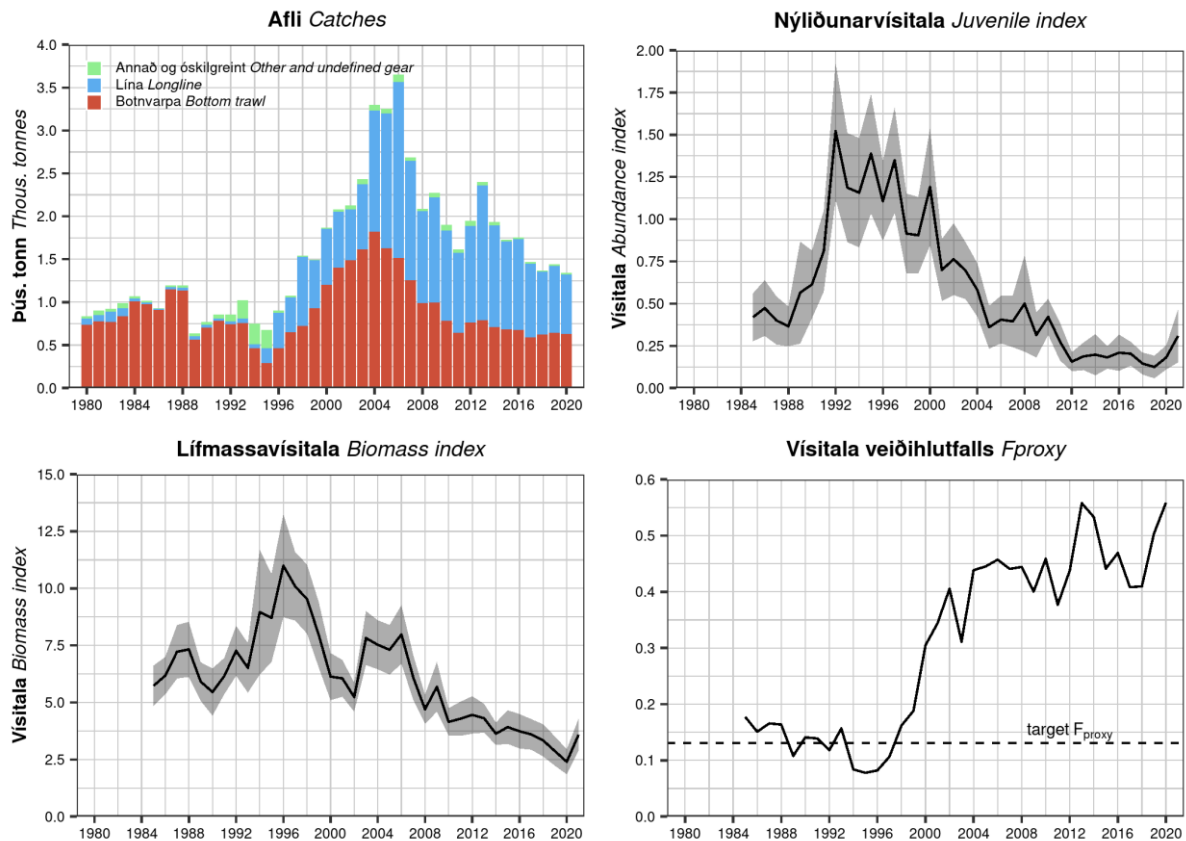 Afli Catches
Þús. tonn Thous. tonnes
4.0
3.5
3.0
2.5
2.0
1.5
1.0
0.5
0.0
Annað og óskilgreint Other and undefined gear
Lína Longline
Botnvarpa Bottom trawl
1980 1984 1988 1992 1996 2000 2004 2008 2012 2016 2020
Nýliðunarvísitala Juvenile index
Vísitala Abundance index
2.00
1.75
1.50
1.25
1.00
0.75
0.50
0.25
0.00
1980 1984 1988 1992 1996 2000 2004 2008 2012 2016 2020
Lífmassavísitala Biomass index
Vísitala Biomass index
15.0
12.5
10.0
7.5
5.0
2.5
0.0
1980 1984 1988 1992 1996 2000 2004 2008 2012 2016 2020
Vísitala veiðihlutfalls Fproxy
0.6
0.5
0.4
0.3
0.2
0.1
0.0
target Fproxy
1980 1984 1988 1992 1996 2000 2004 2008 2012 2016 2020